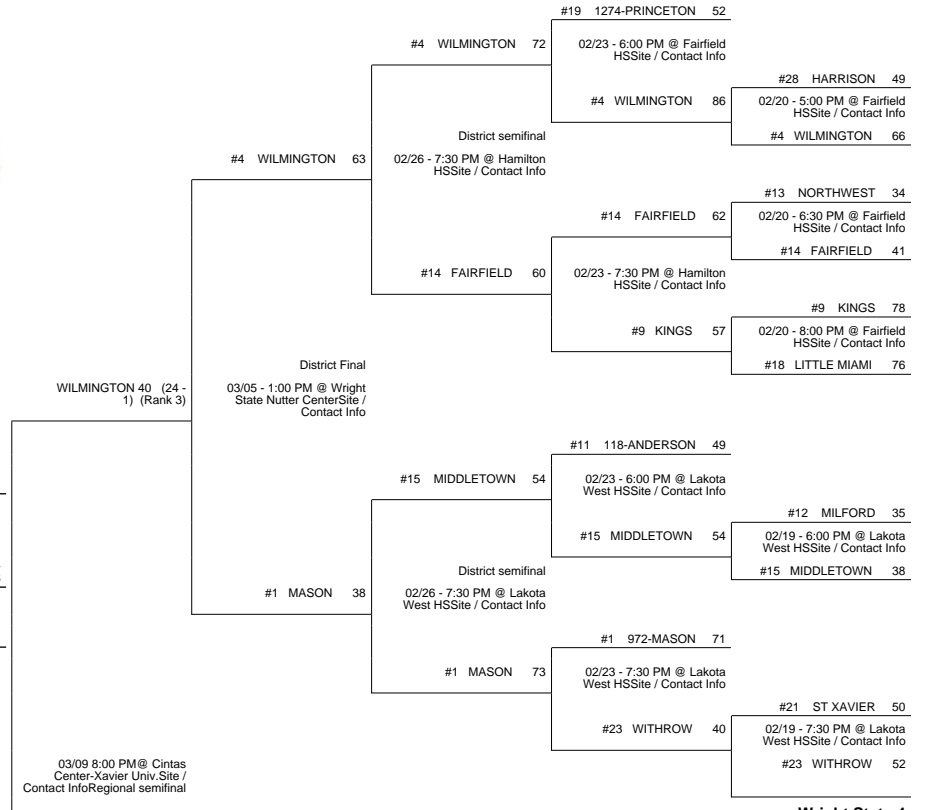 #19 1274-PRINCETON 52
#4 WILMINGTON 72
02/23 - 6:00 PM @ Fairfield
HSSite / Contact Info
#28 HARRISON 49
#4 WILMINGTON 86
02/20 - 5:00 PM @ Fairfield
HSSite / Contact Info
#4 WILMINGTON 66
District semifinal
#4 WILMINGTON 63
02/26 - 7:30 PM @ Hamilton
HSSite / Contact Info
#13 NORTHWEST 34
#14 FAIRFIELD 62
02/20 - 6:30 PM @ Fairfield
HSSite / Contact Info
#14 FAIRFIELD 41
#14 FAIRFIELD 60
02/23 - 7:30 PM @ Hamilton
HSSite / Contact Info
#9 KINGS 78
#9 KINGS 57
02/20 - 8:00 PM @ Fairfield
HSSite / Contact Info
#18 LITTLE MIAMI 76
District Final
WILMINGTON 40 (24 -
1) (Rank 3)
03/05 - 1:00 PM @ Wright
State Nutter CenterSite /
Contact Info
#11 118-ANDERSON 49
#15 MIDDLETOWN 54
02/23 - 6:00 PM @ Lakota
West HSSite / Contact Info
#12 MILFORD 35
#15 MIDDLETOWN 54
02/19 - 6:00 PM @ Lakota
West HSSite / Contact Info
#15 MIDDLETOWN 38
District semifinal
#1 MASON 38
02/26 - 7:30 PM @ Lakota
West HSSite / Contact Info
#1 972-MASON 71
#1 MASON 73
02/23 - 7:30 PM @ Lakota
West HSSite / Contact Info
#21 ST XAVIER 50
#23 WITHROW 40
02/19 - 7:30 PM @ Lakota
West HSSite / Contact Info
#23 WITHROW 52
03/09 8:00 PM@ Cintas
Center-Xavier Univ.Site /
Contact InfoRegional semifinal